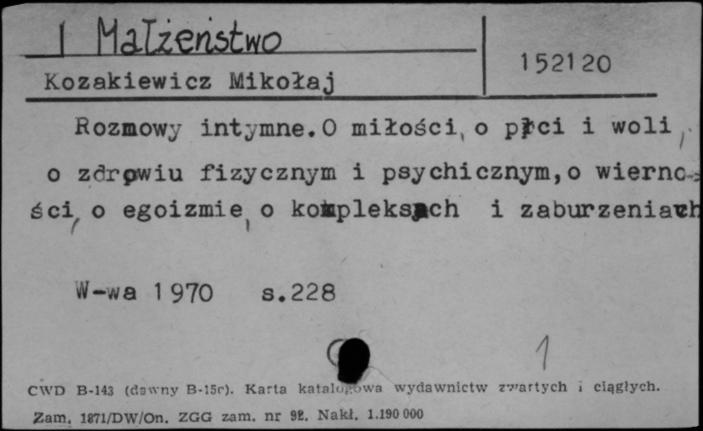 1 Małżeństwo
152120
Kozakiewicz Mikołaj
Rozmowy intymne.O miłości, o płci i woli,
o zdrowiu fizycznym i psychicznym,o wierno-
ści, o egoizmie, o kompleksach i zaburzeniach
W-wa 1970 s.228
1
CWD B-143 (dawny B-15c). Karta katalogowa wydawnictw zwartych i ciągłych.
Zam. 1871/DW/On. ZGG zam. nr 92. Nakł. 1.190 000